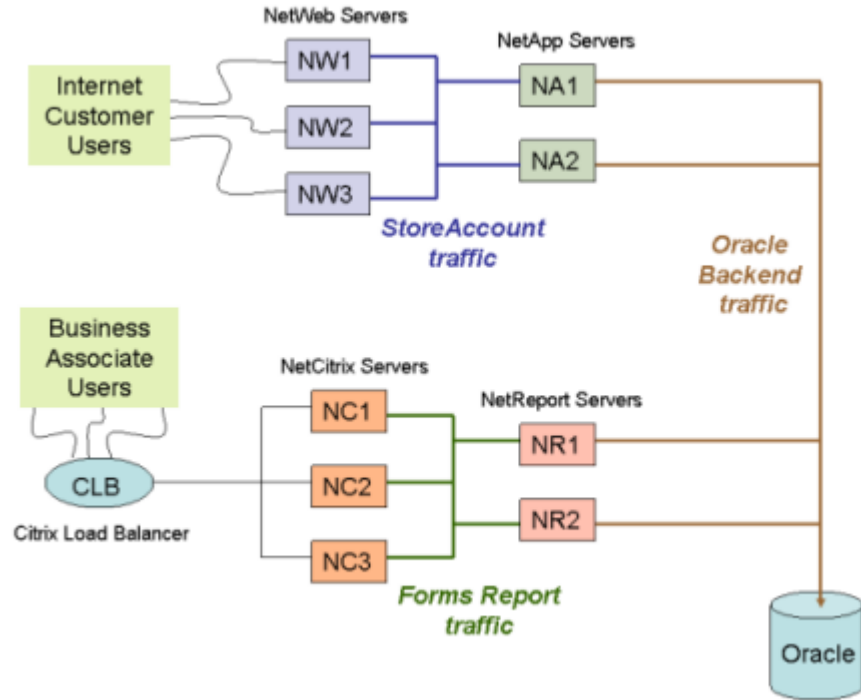 NetWeb Servers
NW1
NetApp Servers
Internet
Customer
Users
NA1
NW2
NA2
NW3
StoreAccount
traffic
Oracle
Backend
traffic
Business
Associate
Users
NetCitrix Servers
NC1
NetReport Servers
NR1
CLB
NC2
NR2
Citrix Load Balancer
NC3
Forms Report
traffic
Oracle